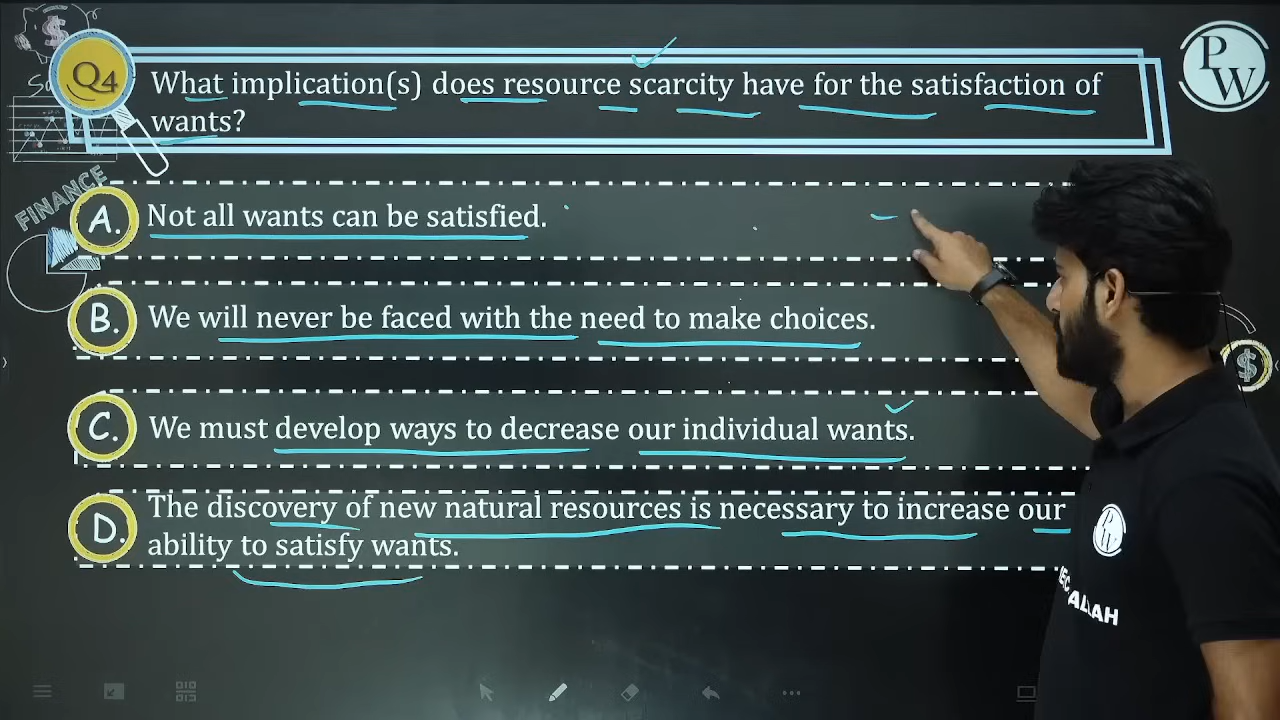 Q4
What implication(s) does resource scarcity have for the satisfaction of
wants?
PW
FINANCE
A. Not all wants can be satisfied.
B. We will never be faced with the need to make choices.
C. We must develop ways to decrease our individual wants.
D. The discovery of new natural resources is necessary to increase our
ability to satisfy wants.